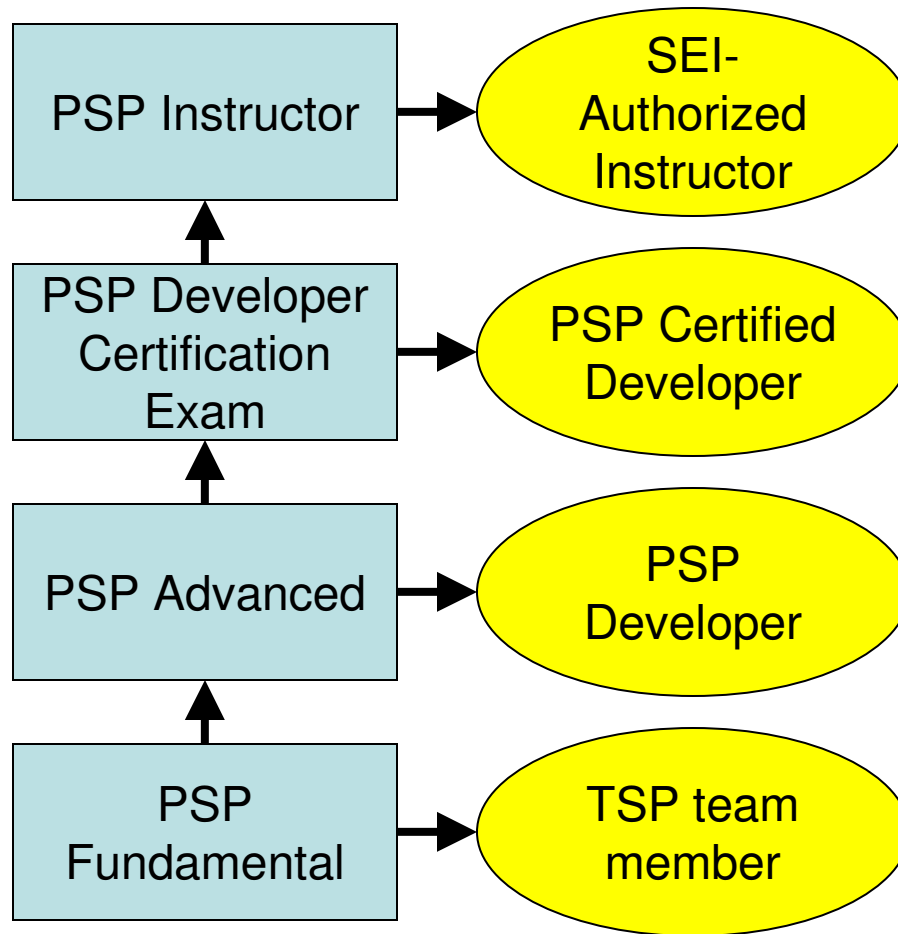 PSP Instructor
SEI-
Authorized
Instructor
PSP Developer
Certification
Exam
PSP Certified
Developer
PSP Advanced
PSP
Developer
PSP
Fundamental
TSP team
member